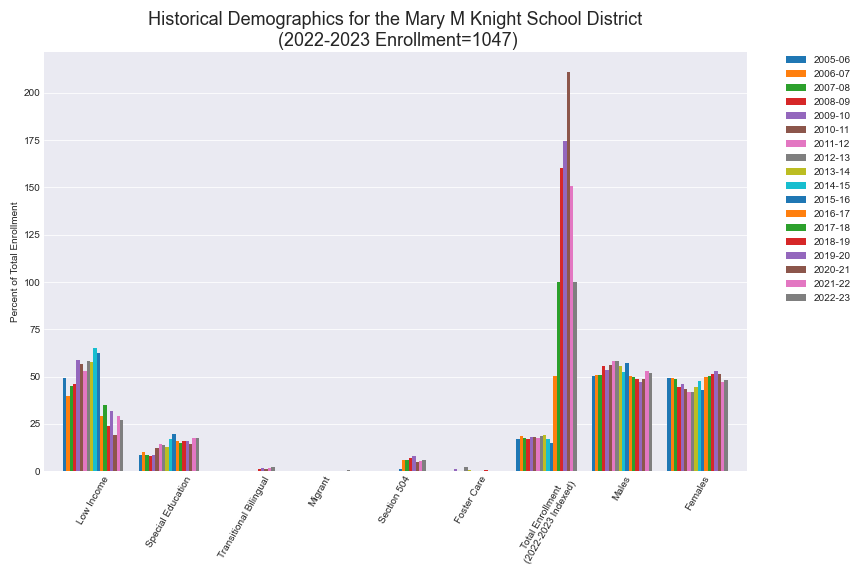 Historical Demographics for the Mary M Knight School District
(2022-2023 Enrollment=1047)
Percent of Total Enrollment
200
175
150
125
100
75
50
25
0
Low Income
Special Education
Transitional Bilingual
Migrant
Section 504
Foster Care
Total Enrollment
(2022-2023 Indexed)
Males
Females
2005-06
2006-07
2007-08
2008-09
2009-10
2010-11
2011-12
2012-13
2013-14
2014-15
2015-16
2016-17
2017-18
2018-19
2019-20
2020-21
2021-22
2022-23